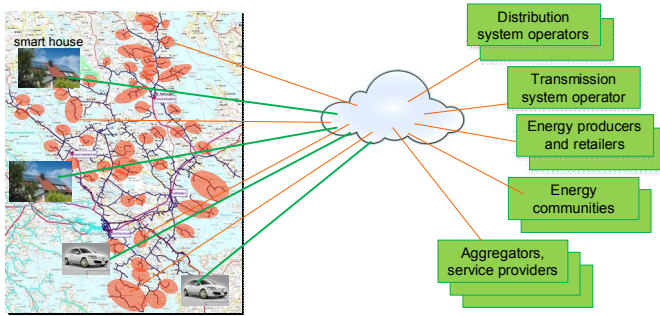 smart house
Distribution
system operators
Transmission
system operator
Energy producers
and retailers
Energy
communities
Aggregators,
service providers